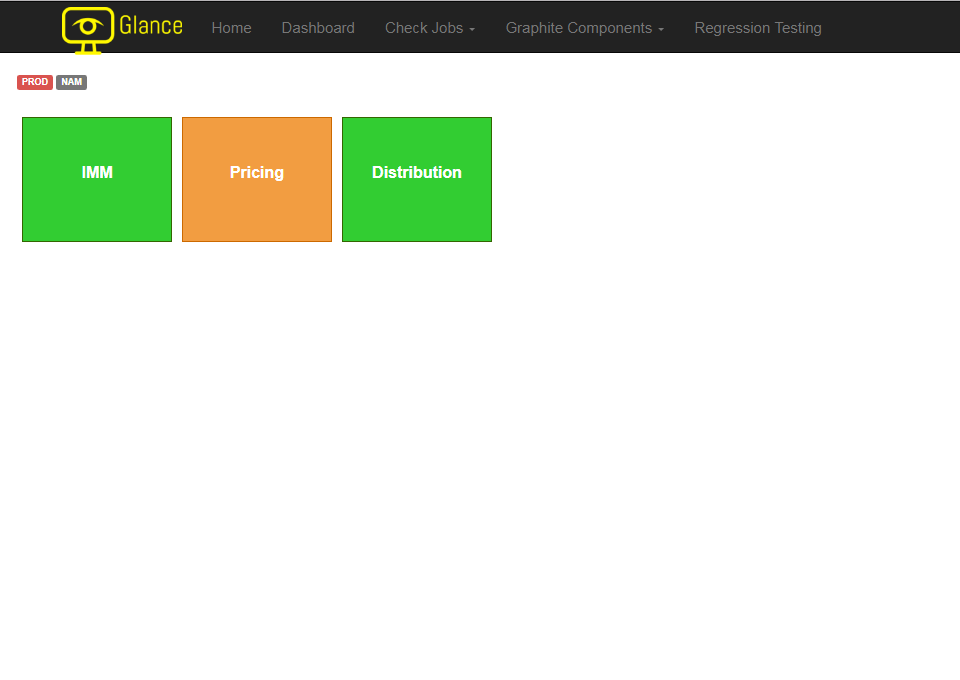 Glance Home Dashboard Check Jobs Graphite Components Regression Testing
PROD NAM
IMM Pricing Distribution